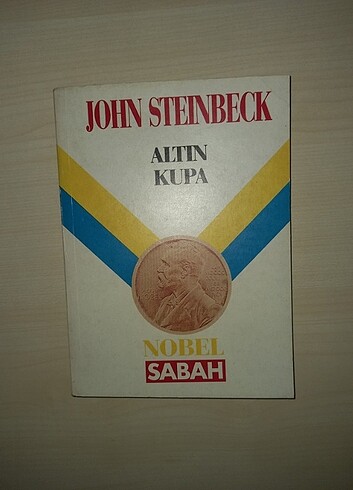 JOHN STEINBECK
ALTIN
KUPA
NOBEL
SABAH